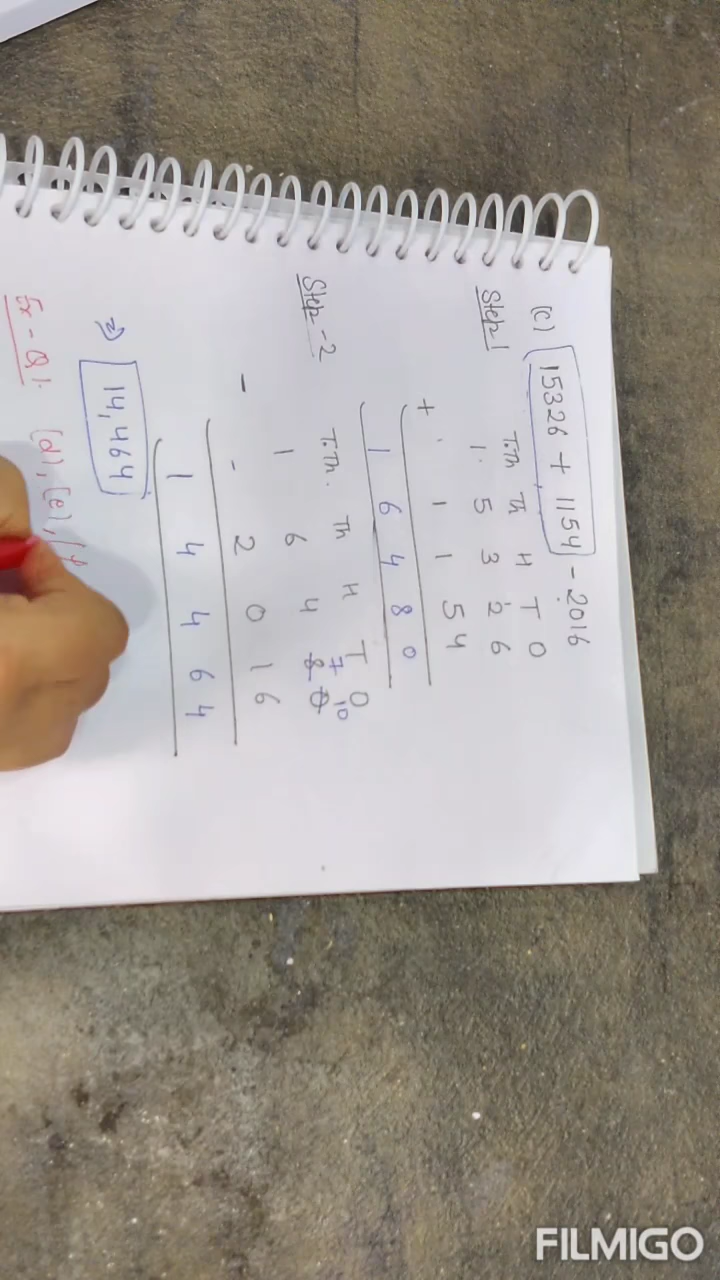 (c) 15326 + 1154 - 2016
Step 1
T.Th Th H T O
1 5 3 2 6
+ 1 1 5 4
1 6 4 8 0
Step - 2
T.Th. Th H T O
7 10
1 6 4 8 0
- 2 0 1 6
1 4 4 6 4
⇒ 14,464
Ex - Q1. (d), (e),
FILMIGO